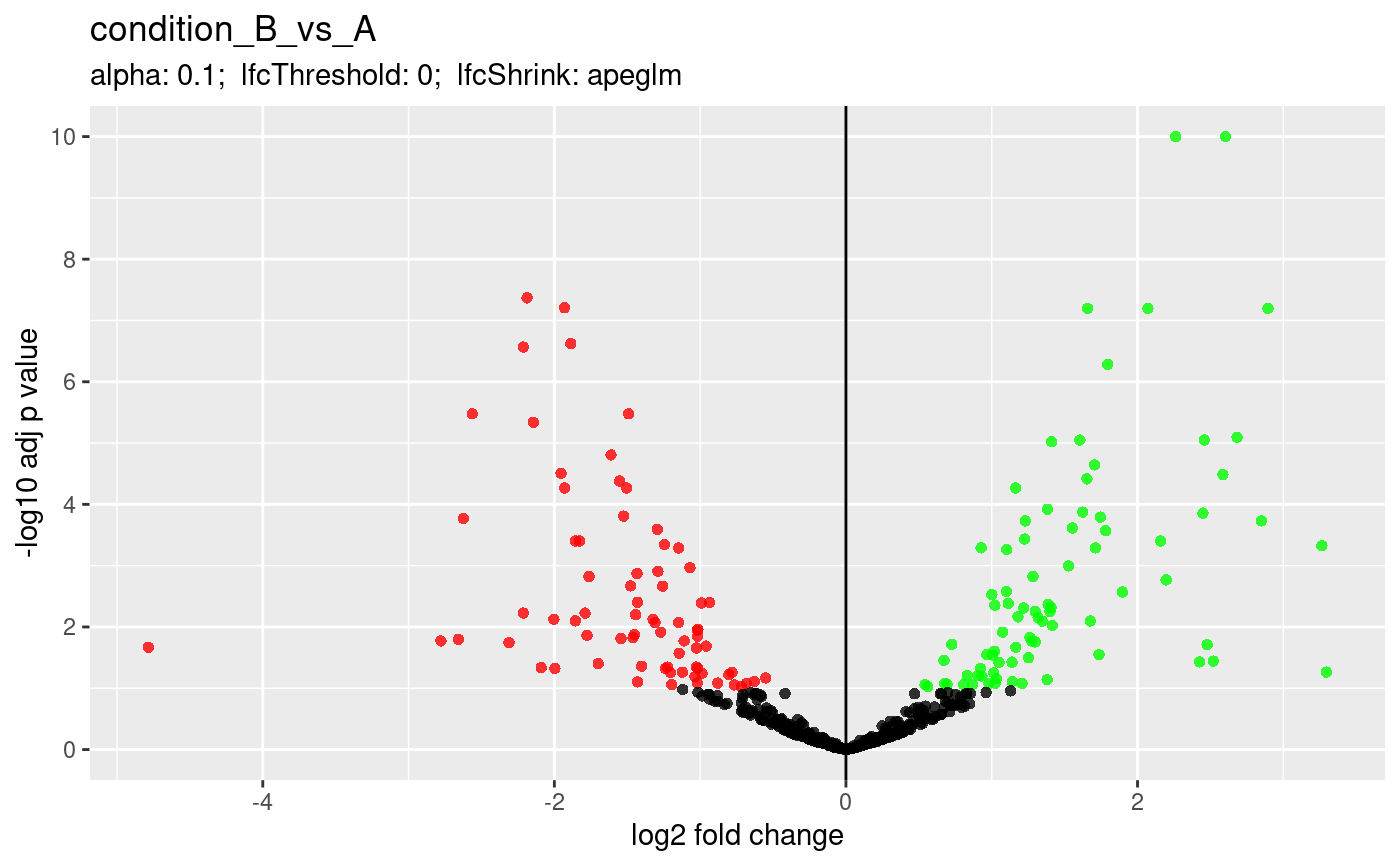 condition_B_vs_A
alpha: 0.1;  lfcThreshold: 0;  lfcShrink: apeglm
10
8
6
4
2
0
-log10 adj p value
-4
-2
0
2
log2 fold change